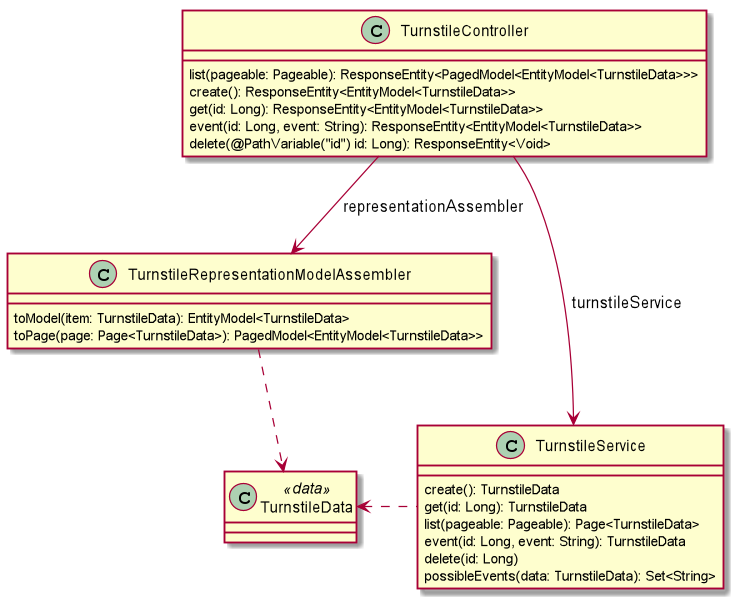 C TurnstileController
list(pageable: Pageable): ResponseEntity<PagedModel<EntityModel<TurnstileData>>>
create(): ResponseEntity<EntityModel<TurnstileData>>
get(id: Long): ResponseEntity<EntityModel<TurnstileData>>
event(id: Long, event: String): ResponseEntity<EntityModel<TurnstileData>>
delete(@PathVariable("id") id: Long): ResponseEntity<Void>
representationAssembler
C TurnstileRepresentationModelAssembler
toModel(item: TurnstileData): EntityModel<TurnstileData>
toPage(page: Page<TurnstileData>): PagedModel<EntityModel<TurnstileData>>
turnstileService
C TurnstileService
create(): TurnstileData
get(id: Long): TurnstileData
list(pageable: Pageable): Page<TurnstileData>
event(id: Long, event: String): TurnstileData
delete(id: Long)
possibleEvents(data: TurnstileData): Set<String>
«data»
C TurnstileData